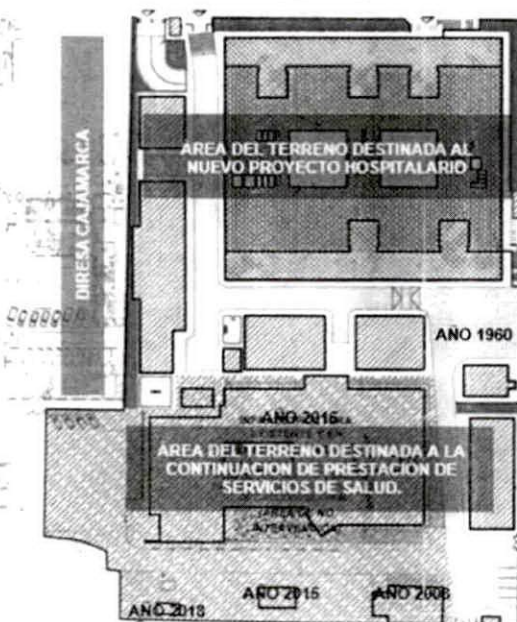 DIRESA CAJAMARCA
AREA DEL TERRENO DESTINADA AL
NUEVO PROYECTO HOSPITALARIO
AÑO 1960
AÑO 2016
AREA DEL TERRENO DESTINADA A LA
CONTINUACION DE PRESTACION DE
SERVICIOS DE SALUD.
AÑO 2015
AÑO 2008
AÑO 2018